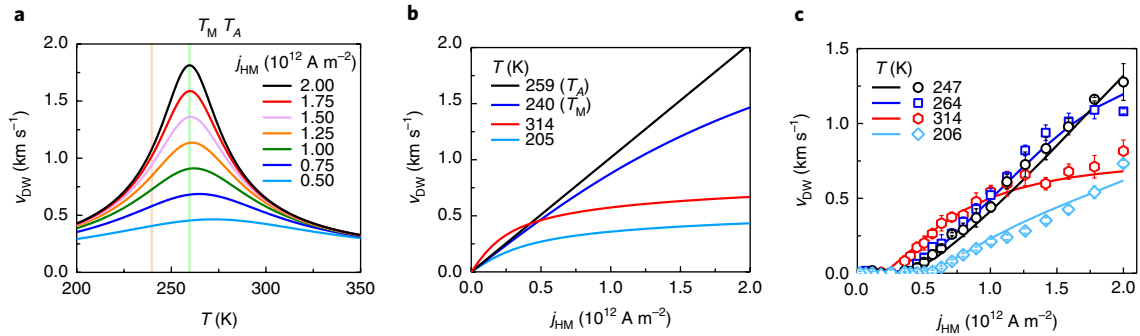 a
T_M T_A
j_HM (10^12 A m^−2)
2.00
1.75
1.50
1.25
1.00
0.75
0.50
v_DW (km s^−1)
2.0
1.5
1.0
0.5
0.0
200 250 300 350
T (K)
b
T (K)
259 (T_A)
240 (T_M)
314
205
v_DW (km s^−1)
2.0
1.5
1.0
0.5
0.0
0.0 0.5 1.0 1.5 2.0
j_HM (10^12 A m^−2)
c
T (K)
247
264
314
206
v_DW (km s^−1)
1.5
1.0
0.5
0.0
0.0 0.5 1.0 1.5 2.0
j_HM (10^12 A m^−2)